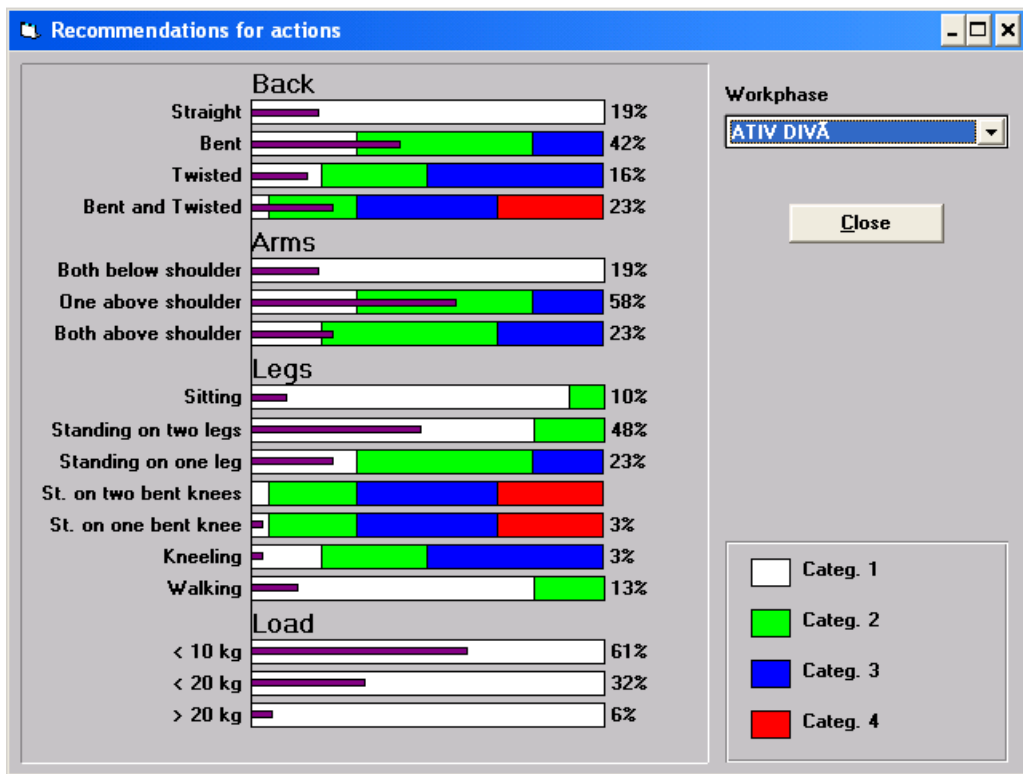 Recommendations for actions
Back
Straight 19%
Bent 42%
Twisted 16%
Bent and Twisted 23%
Arms
Both below shoulder 19%
One above shoulder 58%
Both above shoulder 23%
Legs
Sitting 10%
Standing on two legs 48%
Standing on one leg 23%
St. on two bent knees
St. on one bent knee 3%
Kneeling 3%
Walking 13%
Load
< 10 kg 61%
< 20 kg 32%
> 20 kg 6%
Workphase
ATIV DIVÃ
Close
Categ. 1
Categ. 2
Categ. 3
Categ. 4